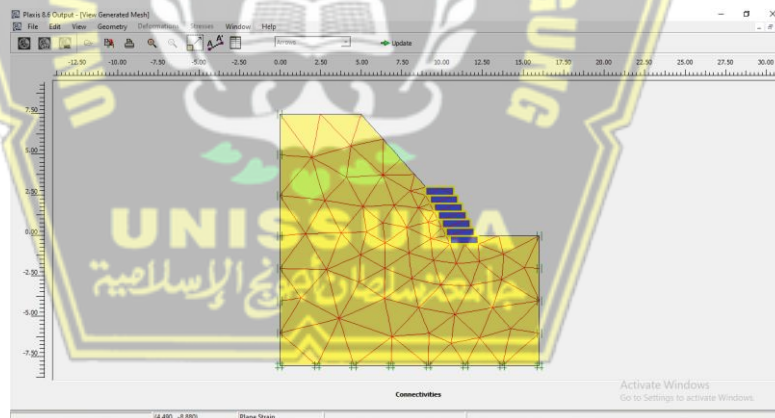 Plaxis 8.6 Output - [View Generated Mesh]
File Edit View Geometry Deformations Stresses Window Help
Arrows Update
-12.50 -10.00 -7.50 -5.00 -2.50 0.00 2.50 5.00 7.50 10.00 12.50 15.00 17.50 20.00 22.50 25.00 27.50 30.00
7.50
5.00
2.50
0.00
-2.50
-5.00
-7.50
UNISSULA
جامعة سلطان أجونج الإسلامية
Connectivities
Activate Windows
Go to Settings to activate Windows.
(4.490, -8.880) Plane Strain